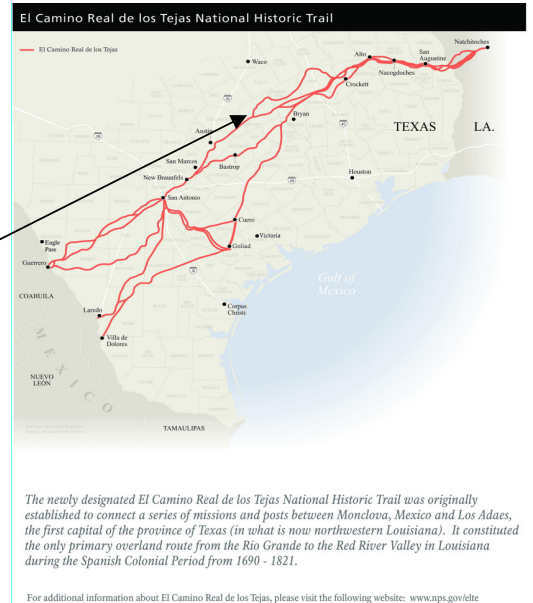 El Camino Real de los Tejas National Historic Trail
El Camino Real de los Tejas
Natchitoches
Waco
Alto
San
Augustine
Nacogdoches
Crockett
Bryan
TEXAS
LA.
Austin
San Marcos
Bastrop
New Braunfels
Houston
San Antonio
Cuero
Eagle
Pass
Victoria
Goliad
Guerrero
Gulf of
Mexico
COAHUILA
Corpus
Christi
Laredo
Villa de
Dolores
MEXICO
NUEVO
LEÓN
TAMAULIPAS
The newly designated El Camino Real de los Tejas National Historic Trail was originally
established to connect a series of missions and posts between Monclova, Mexico and Los Adaes,
the first capital of the province of Texas (in what is now northwestern Louisiana). It constituted
the only primary overland route from the Rio Grande to the Red River Valley in Louisiana
during the Spanish Colonial Period from 1690 - 1821.
For additional information about El Camino Real de los Tejas, please visit the following website: www.nps.gov/elte